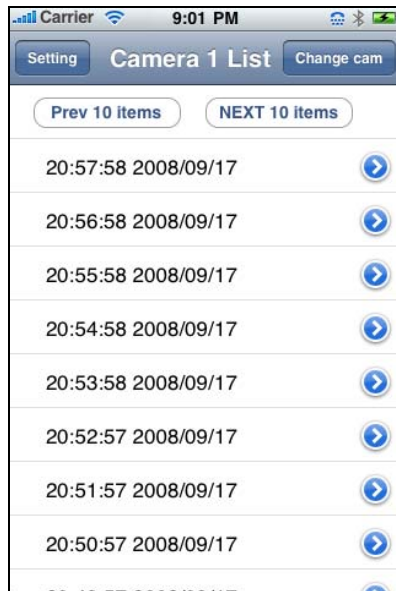 Carrier 9:01 PM
Setting Camera 1 List Change cam
Prev 10 items NEXT 10 items
20:57:58 2008/09/17
20:56:58 2008/09/17
20:55:58 2008/09/17
20:54:58 2008/09/17
20:53:58 2008/09/17
20:52:57 2008/09/17
20:51:57 2008/09/17
20:50:57 2008/09/17